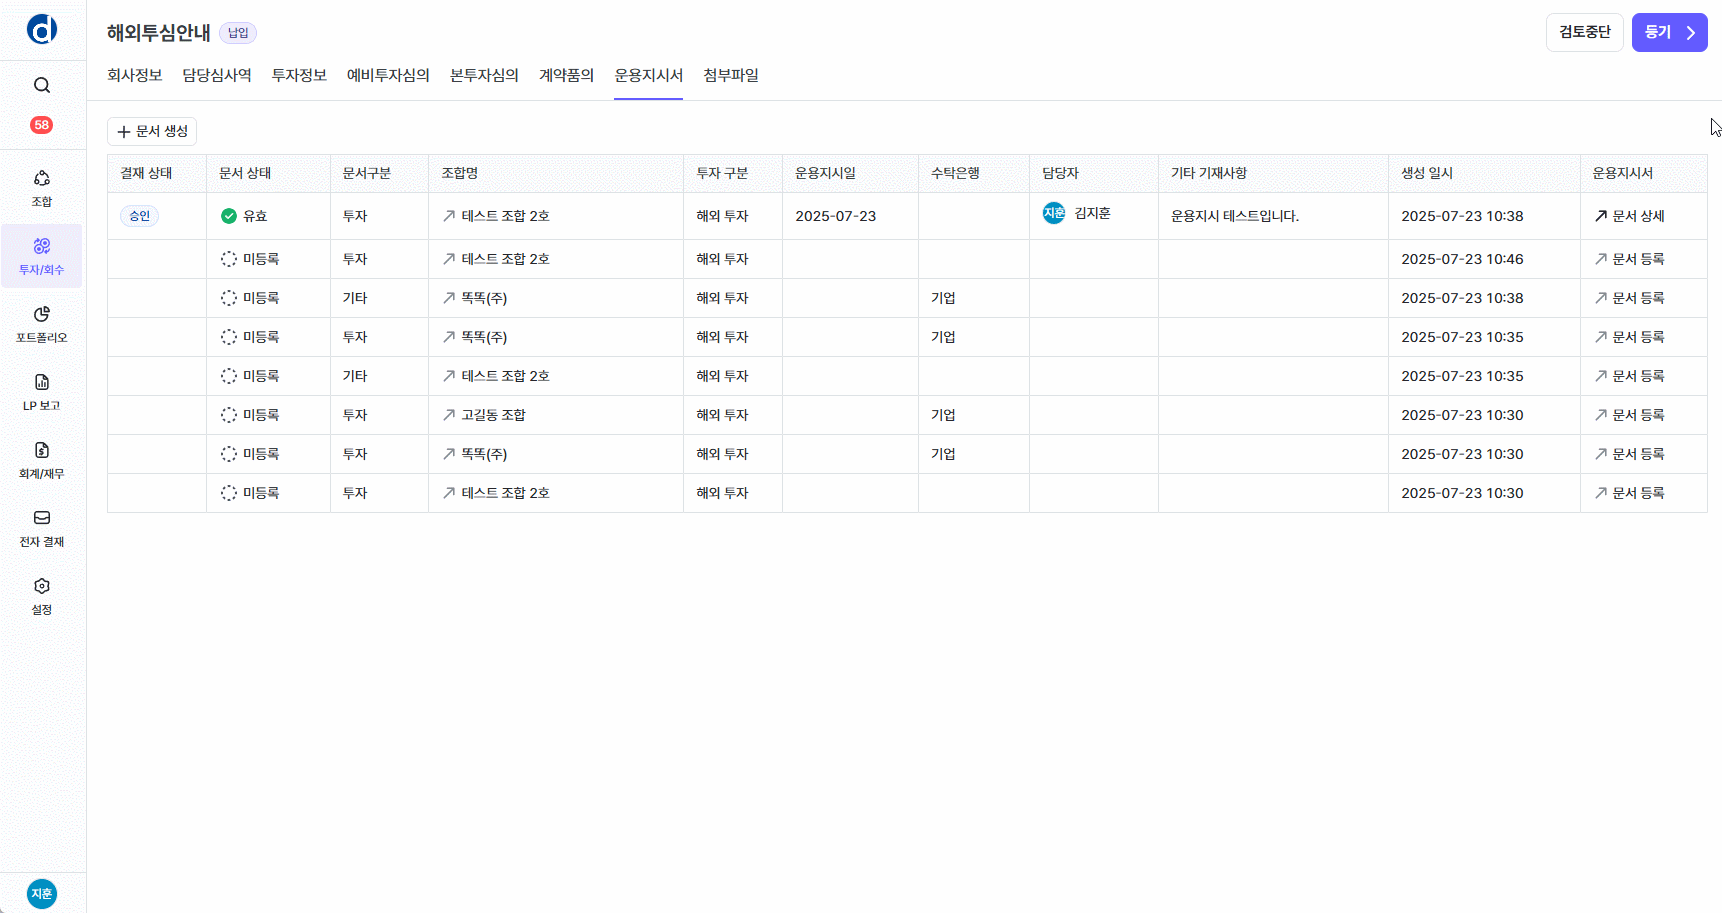 해외투심안내 납입
검토중단 등기
회사정보 담당심사역 투자정보 예비투자심의 본투자심의 계약품의 운용지시서 첨부파일
58
조합
투자/회수
포트폴리오
LP 보고
회계/재무
전자 결재
설정
지훈
문서 생성
결재 상태 문서 상태 문서구분 조합명 투자 구분 운용지시일 수탁은행 담당자 기타 기재사항 생성 일시 운용지시서
승인 유효 투자 테스트 조합 2호 해외 투자 2025-07-23 지훈 김지훈 운용지시 테스트입니다. 2025-07-23 10:38 문서 상세
미등록 투자 테스트 조합 2호 해외 투자 2025-07-23 10:46 문서 등록
미등록 기타 똑똑(주) 해외 투자 기업 2025-07-23 10:38 문서 등록
미등록 투자 똑똑(주) 해외 투자 기업 2025-07-23 10:35 문서 등록
미등록 기타 테스트 조합 2호 해외 투자 2025-07-23 10:35 문서 등록
미등록 투자 고길동 조합 해외 투자 기업 2025-07-23 10:30 문서 등록
미등록 투자 똑똑(주) 해외 투자 기업 2025-07-23 10:30 문서 등록
미등록 투자 테스트 조합 2호 해외 투자 2025-07-23 10:30 문서 등록